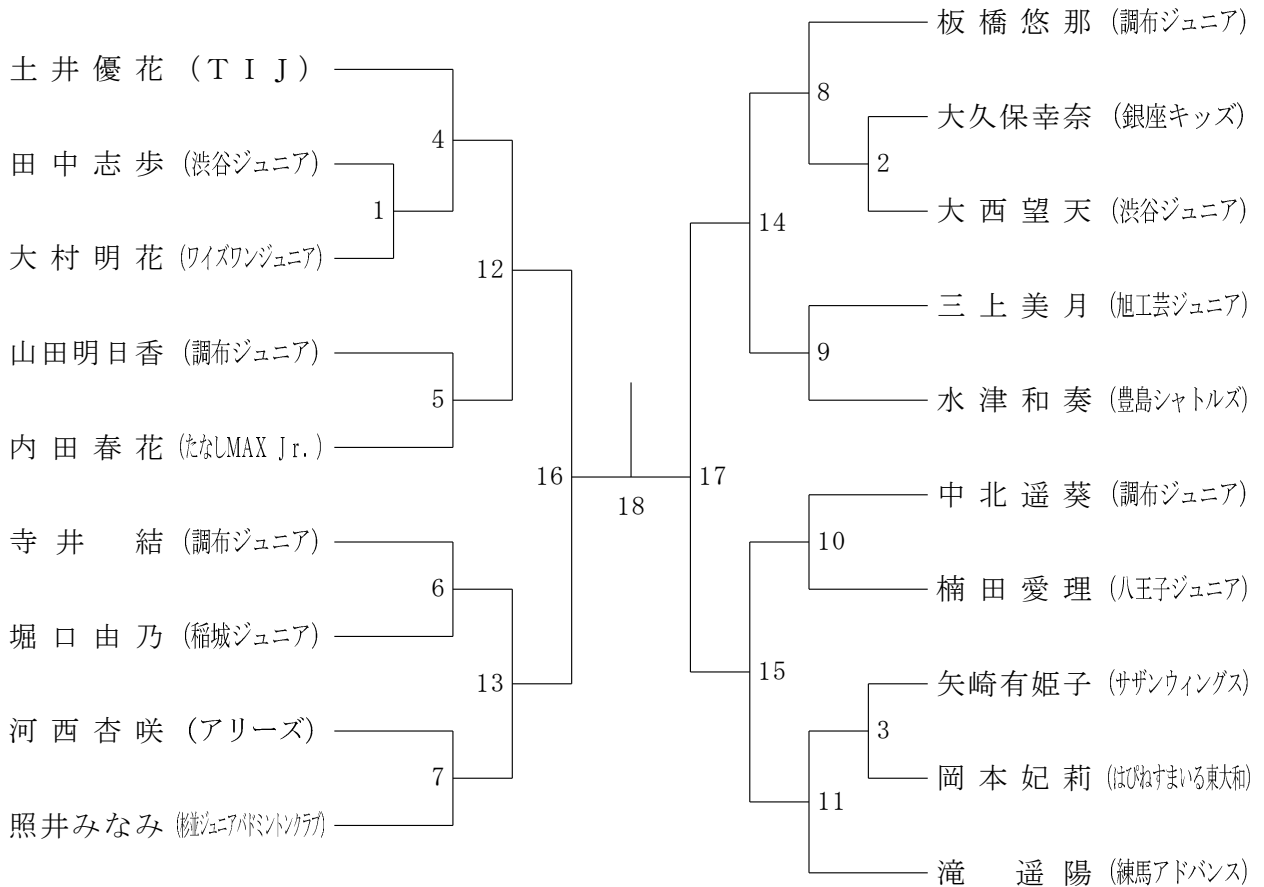 土井優花 (ＴＩＪ)
田中志歩 (渋谷ジュニア)
大村明花 (ワイズワンジュニア)
山田明日香 (調布ジュニア)
内田春花 (たなしMAX Jr.)
寺井 結 (調布ジュニア)
堀口由乃 (稲城ジュニア)
河西杏咲 (アリーズ)
照井みなみ (杉並ジュニアバドミントンクラブ)
1
4
5
6
7
12
13
16
18
17
14
15
8
9
10
11
2
3
板橋悠那 (調布ジュニア)
大久保幸奈 (銀座キッズ)
大西望天 (渋谷ジュニア)
三上美月 (旭工芸ジュニア)
水津和奏 (豊島シャトルズ)
中北遥葵 (調布ジュニア)
楠田愛理 (八王子ジュニア)
矢崎有姫子 (サザンウィングス)
岡本妃莉 (はぴねすまいる東大和)
滝 遥陽 (練馬アドバンス)